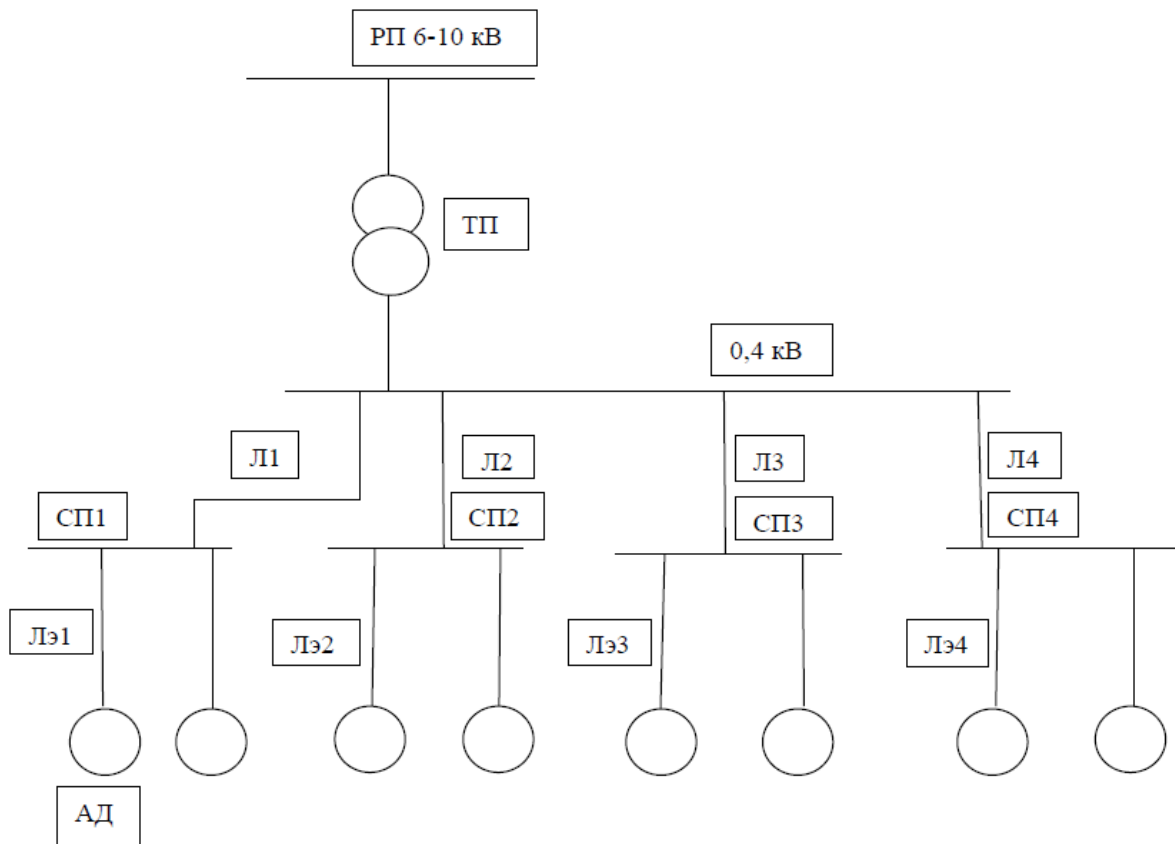 РП 6-10 кВ
ТП
0,4 кВ
Л1
Л2
Л3
Л4
СП1
СП2
СП3
СП4
Лэ1
Лэ2
Лэ3
Лэ4
АД